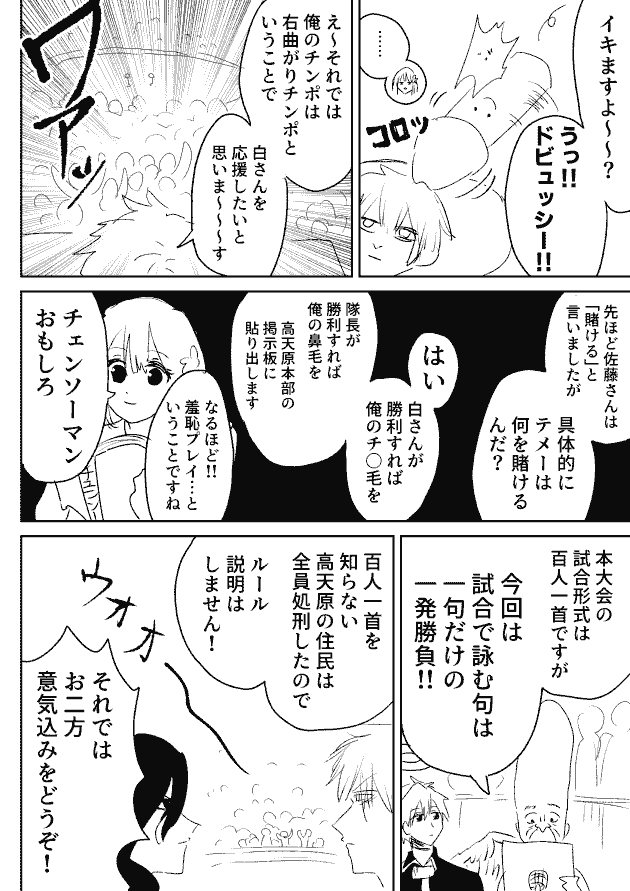 イキますよ～～？
うっ!!
ドビュッシー!!
……
コロッ
え～それでは
俺のチンポは
右曲がりチンポと
いうことで
白さんを
応援したいと
思いま～～～す
ワアッ
先ほど佐藤さんは
「賭ける」と
言いましたが
具体的に
テメーは
何を賭ける
んだ？
はい
白さんが
勝利すれば
俺のチ〇毛を
隊長が
勝利すれば
俺の鼻毛を
高天原本部の
掲示板に
貼り出します
なるほど!!
羞恥プレイ…と
いうことですね
チェンソーマン
おもしろ
本大会の
試合形式は
百人一首ですが
今回は
試合で詠む句は
一句だけの
一発勝負!!
百人一首を
知らない
高天原の住民は
全員処刑したので
ルール
説明は
しません！
ウォオ
それでは
お二方
意気込みをどうぞ！